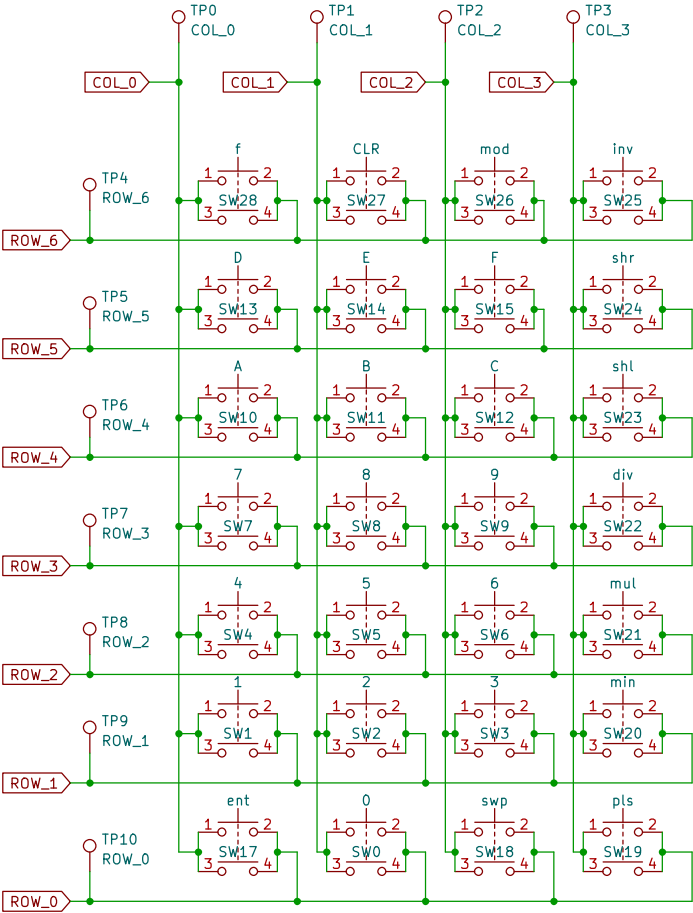 TP0 TP1 TP2 TP3
COL_0 COL_1 COL_2 COL_3
COL_0 COL_1 COL_2 COL_3
f CLR mod inv
TP4 1 2 1 2 1 2 1 2
ROW_6 SW28 SW27 SW26 SW25
3 4 3 4 3 4 3 4
ROW_6
D E F shr
TP5 1 2 1 2 1 2 1 2
ROW_5 SW13 SW14 SW15 SW24
3 4 3 4 3 4 3 4
ROW_5
A B C shl
TP6 1 2 1 2 1 2 1 2
ROW_4 SW10 SW11 SW12 SW23
3 4 3 4 3 4 3 4
ROW_4
7 8 9 div
TP7 1 2 1 2 1 2 1 2
ROW_3 SW7 SW8 SW9 SW22
3 4 3 4 3 4 3 4
ROW_3
4 5 6 mul
TP8 1 2 1 2 1 2 1 2
ROW_2 SW4 SW5 SW6 SW21
3 4 3 4 3 4 3 4
ROW_2
1 2 3 min
TP9 1 2 1 2 1 2 1 2
ROW_1 SW1 SW2 SW3 SW20
3 4 3 4 3 4 3 4
ROW_1
ent 0 swp pls
TP10 1 2 1 2 1 2 1 2
ROW_0 SW17 SW0 SW18 SW19
3 4 3 4 3 4 3 4
ROW_0